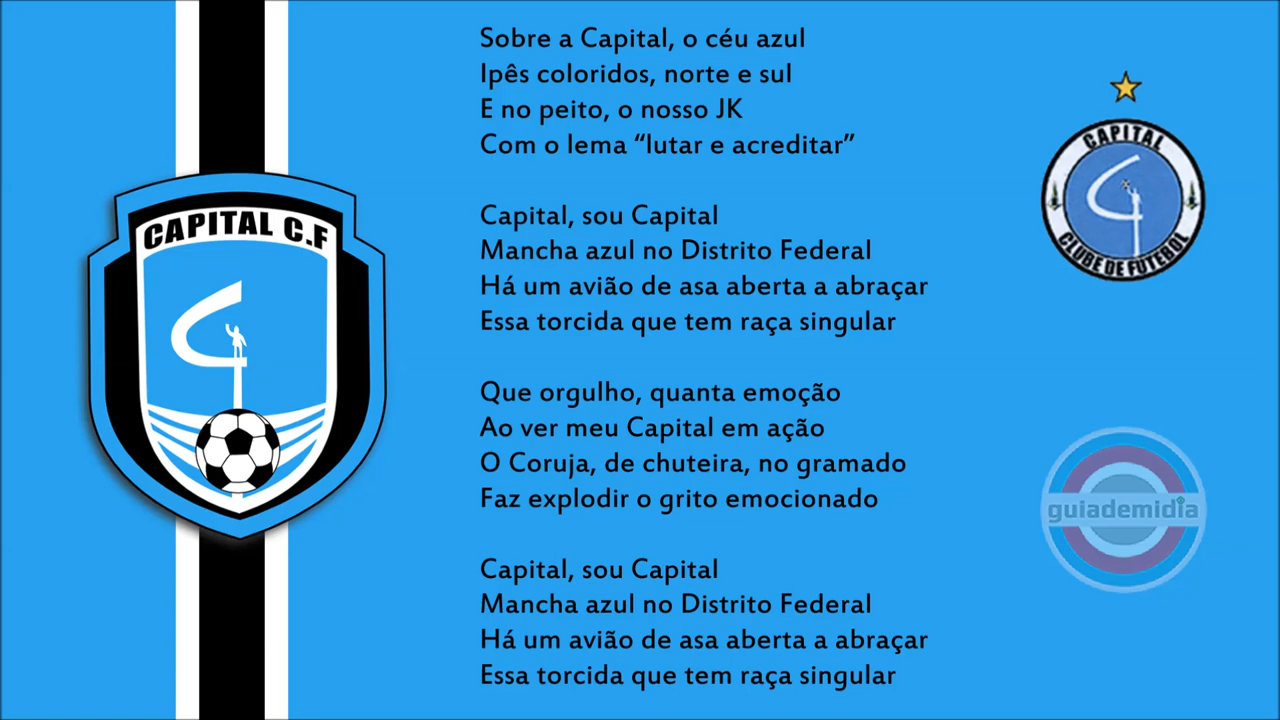 CAPITAL C.F
Sobre a Capital, o céu azul
Ipês coloridos, norte e sul
E no peito, o nosso JK
Com o lema “lutar e acreditar”
Capital, sou Capital
Mancha azul no Distrito Federal
Há um avião de asa aberta a abraçar
Essa torcida que tem raça singular
Que orgulho, quanta emoção
Ao ver meu Capital em ação
O Coruja, de chuteira, no gramado
Faz explodir o grito emocionado
Capital, sou Capital
Mancha azul no Distrito Federal
Há um avião de asa aberta a abraçar
Essa torcida que tem raça singular
CAPITAL
CLUBE DE FUTEBOL
guiademidia